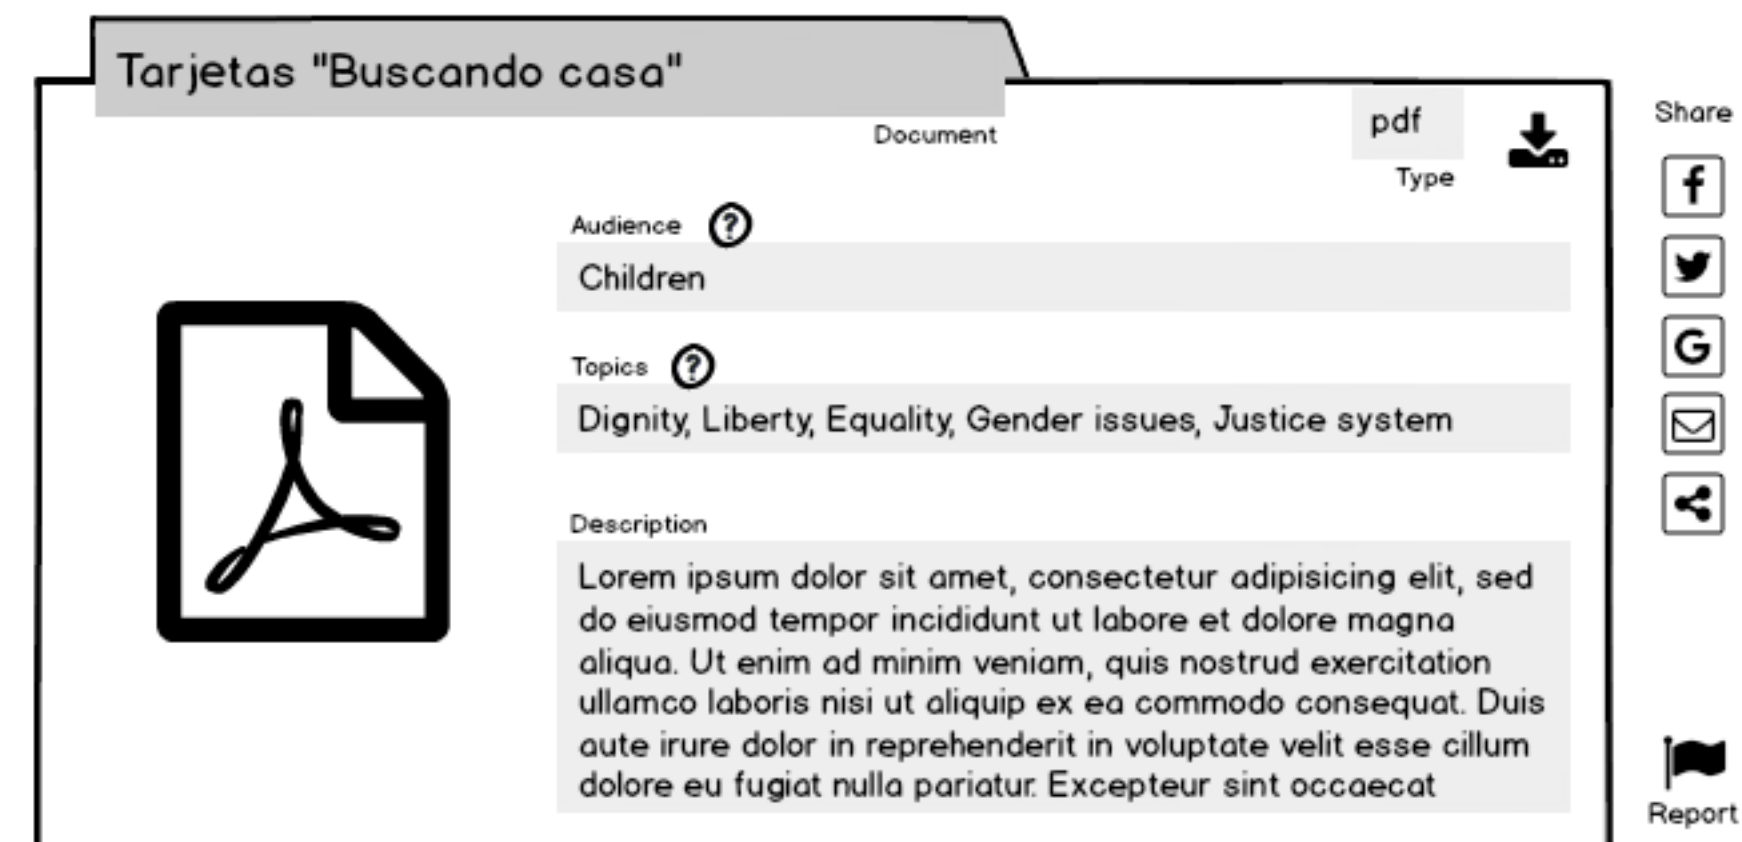 Tarjetas "Buscando casa"
Document
pdf
Type
Share
Audience ?
Children
Topics ?
Dignity, Liberty, Equality, Gender issues, Justice system
Description
Lorem ipsum dolor sit amet, consectetur adipisicing elit, sed
do eiusmod tempor incididunt ut labore et dolore magna
aliqua. Ut enim ad minim veniam, quis nostrud exercitation
ullamco laboris nisi ut aliquip ex ea commodo consequat. Duis
aute irure dolor in reprehenderit in voluptate velit esse cillum
dolore eu fugiat nulla pariatur. Excepteur sint occaecat
Report